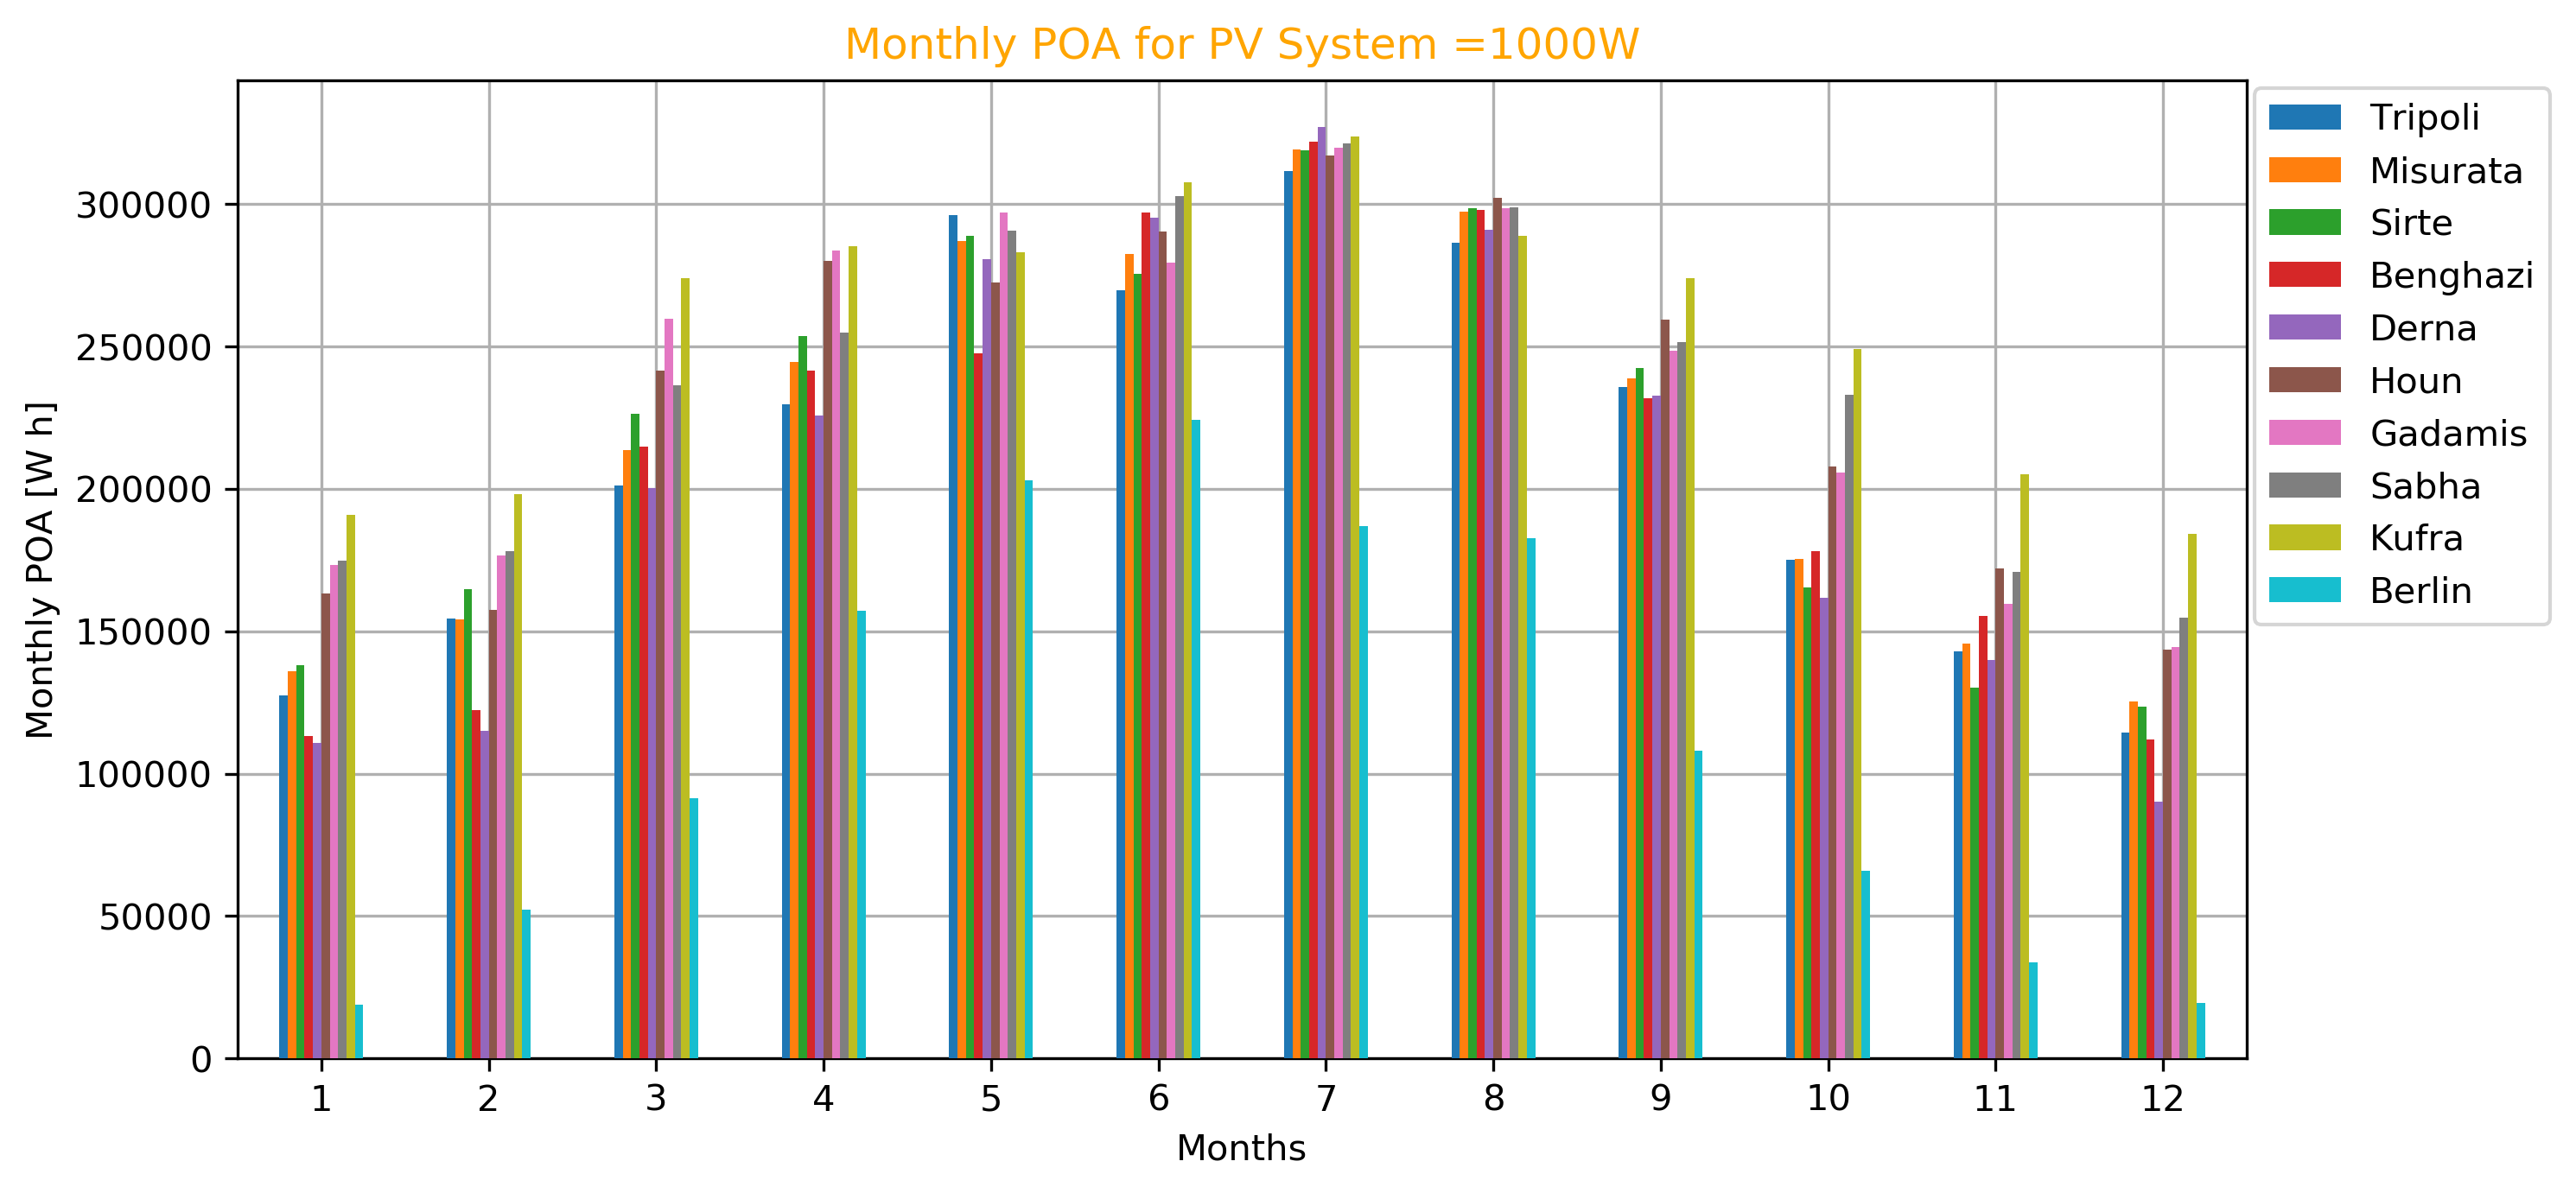 Monthly POA for PV System =1000W
Monthly POA [W h]
300000
250000
200000
150000
100000
50000
0
1 2 3 4 5 6 7 8 9 10 11 12
Months
Tripoli
Misurata
Sirte
Benghazi
Derna
Houn
Gadamis
Sabha
Kufra
Berlin